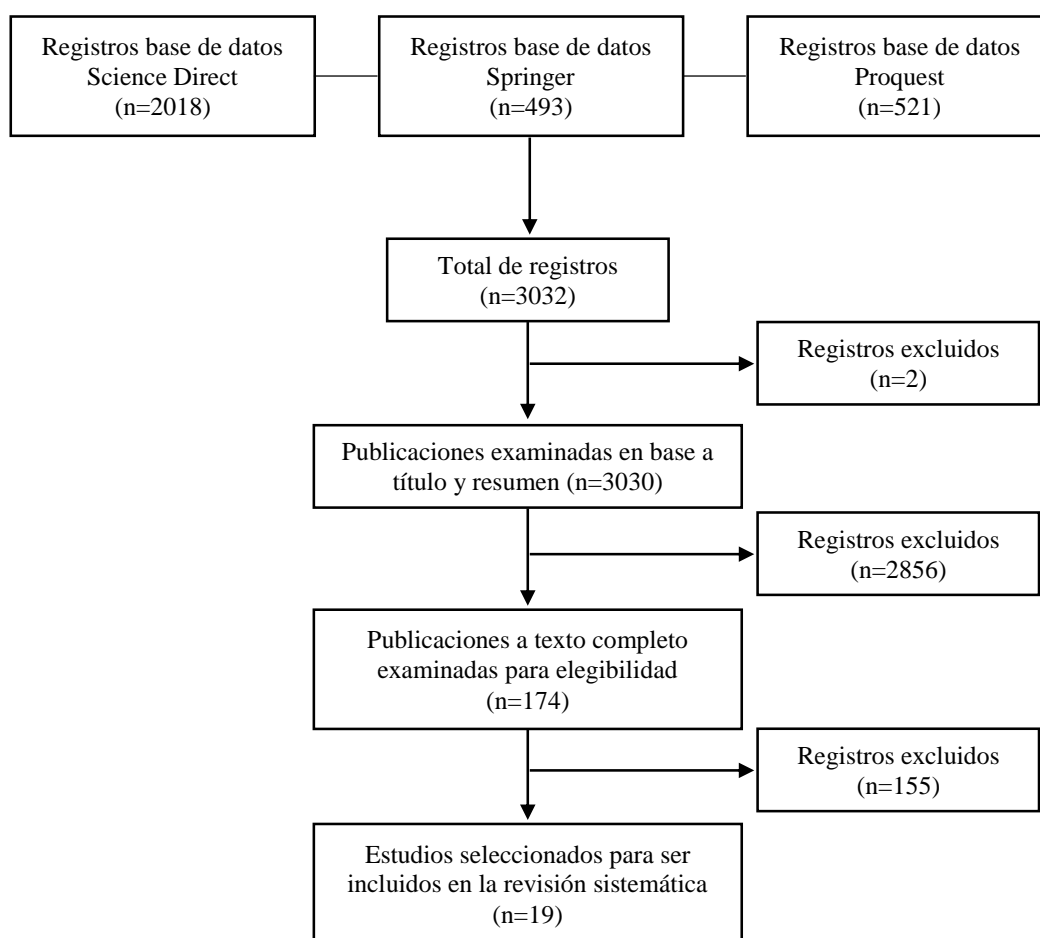 Registros base de datos
Science Direct
(n=2018)
Registros base de datos
Springer
(n=493)
Registros base de datos
Proquest
(n=521)
Total de registros
(n=3032)
Registros excluidos
(n=2)
Publicaciones examinadas en base a
título y resumen (n=3030)
Registros excluidos
(n=2856)
Publicaciones a texto completo
examinadas para elegibilidad
(n=174)
Registros excluidos
(n=155)
Estudios seleccionados para ser
incluidos en la revisión sistemática
(n=19)